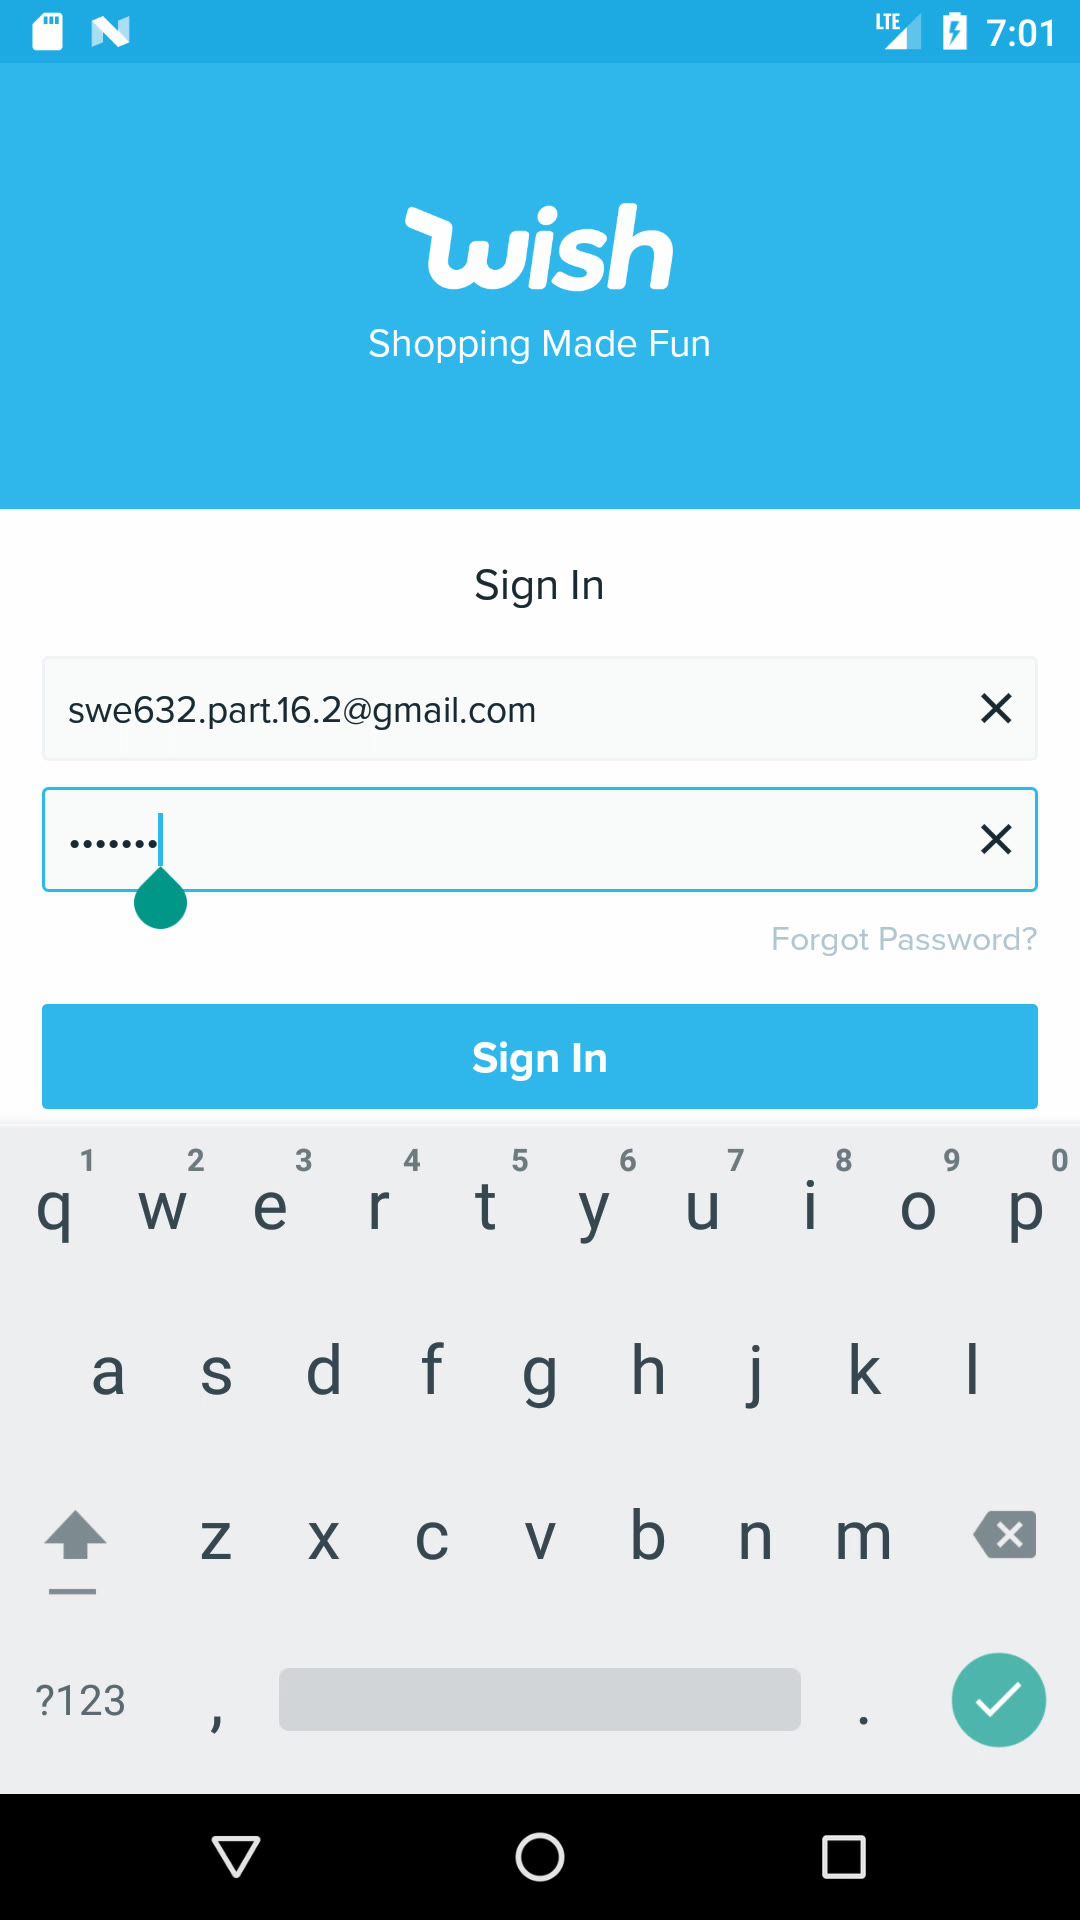 LTE 7:01
wish
Shopping Made Fun
Sign In
swe632.part.16.2@gmail.com
•••••••
Forgot Password?
Sign In
1 2 3 4 5 6 7 8 9 0
q w e r t y u i o p
a s d f g h j k l
z x c v b n m
?123 , .